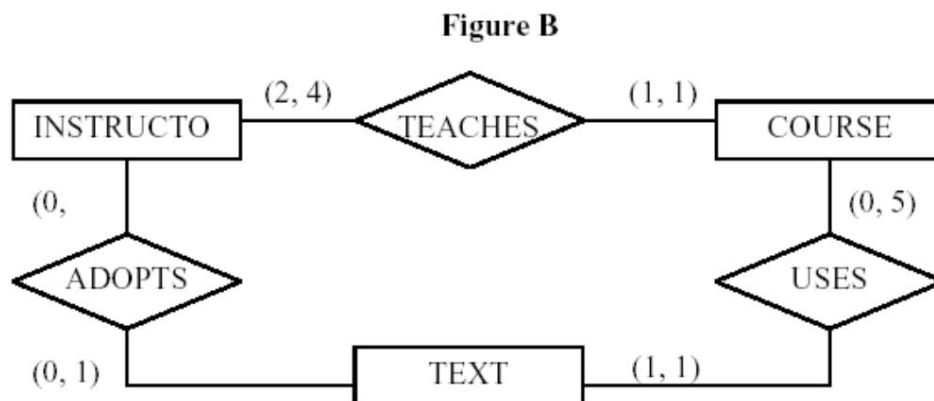 Figure B
(2, 4)
(1, 1)
INSTRUCTO
TEACHES
COURSE
(0,
(0, 5)
ADOPTS
USES
(0, 1)
TEXT
(1, 1)